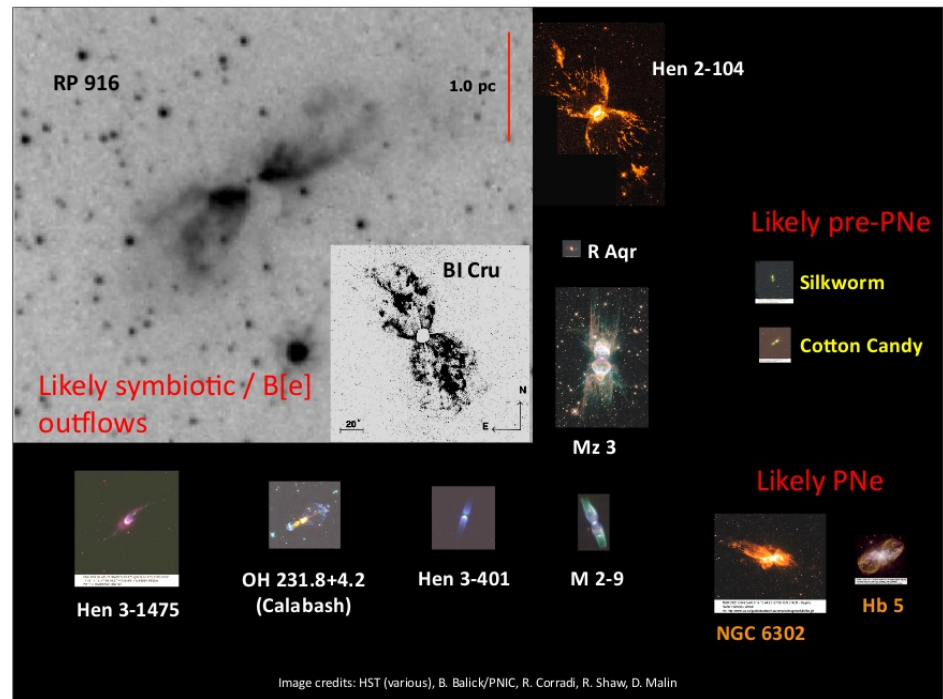 RP 916
1.0 pc
Hen 2-104
Likely pre-PNe
R Aqr
Silkworm
BI Cru
Cotton Candy
Likely symbiotic / B[e]
outflows
20"
N
E
Mz 3
Likely PNe
Hen 3-1475
OH 231.8+4.2
(Calabash)
Hen 3-401
M 2-9
NGC 6302
Hb 5
Image credits: HST (various), B. Balick/PNIC, R. Corradi, R. Shaw, D. Malin